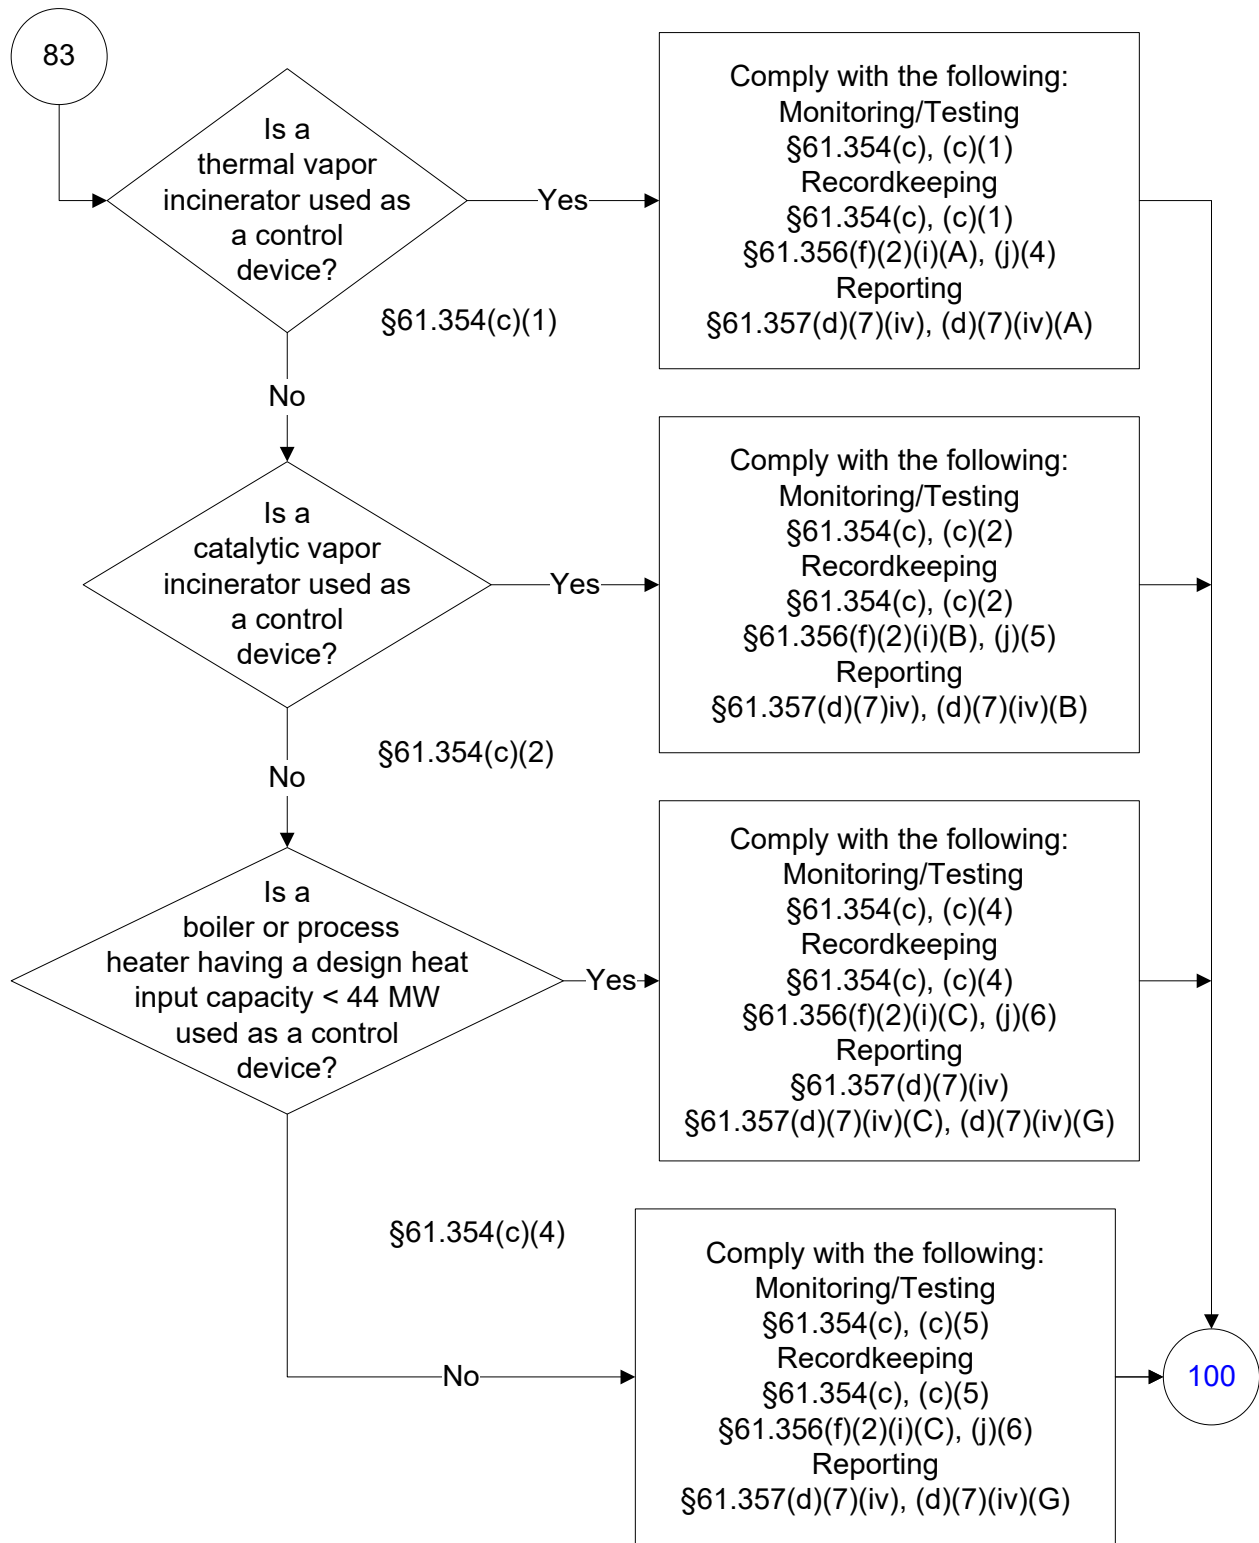 83
Is a
thermal vapor
incinerator used as
a control
device?
Yes
Comply with the following:
Monitoring/Testing
§61.354(c), (c)(1)
Recordkeeping
§61.354(c), (c)(1)
§61.356(f)(2)(i)(A), (j)(4)
Reporting
§61.357(d)(7)(iv), (d)(7)(iv)(A)
§61.354(c)(1)
No
Is a
catalytic vapor
incinerator used as
a control
device?
Yes
Comply with the following:
Monitoring/Testing
§61.354(c), (c)(2)
Recordkeeping
§61.354(c), (c)(2)
§61.356(f)(2)(i)(B), (j)(5)
Reporting
§61.357(d)(7)iv), (d)(7)(iv)(B)
§61.354(c)(2)
No
Is a
boiler or process
heater having a design heat
input capacity < 44 MW
used as a control
device?
Yes
Comply with the following:
Monitoring/Testing
§61.354(c), (c)(4)
Recordkeeping
§61.354(c), (c)(4)
§61.356(f)(2)(i)(C), (j)(6)
Reporting
§61.357(d)(7)(iv)
§61.357(d)(7)(iv)(C), (d)(7)(iv)(G)
§61.354(c)(4)
No
Comply with the following:
Monitoring/Testing
§61.354(c), (c)(5)
Recordkeeping
§61.354(c), (c)(5)
§61.356(f)(2)(i)(C), (j)(6)
Reporting
§61.357(d)(7)(iv), (d)(7)(iv)(G)
100